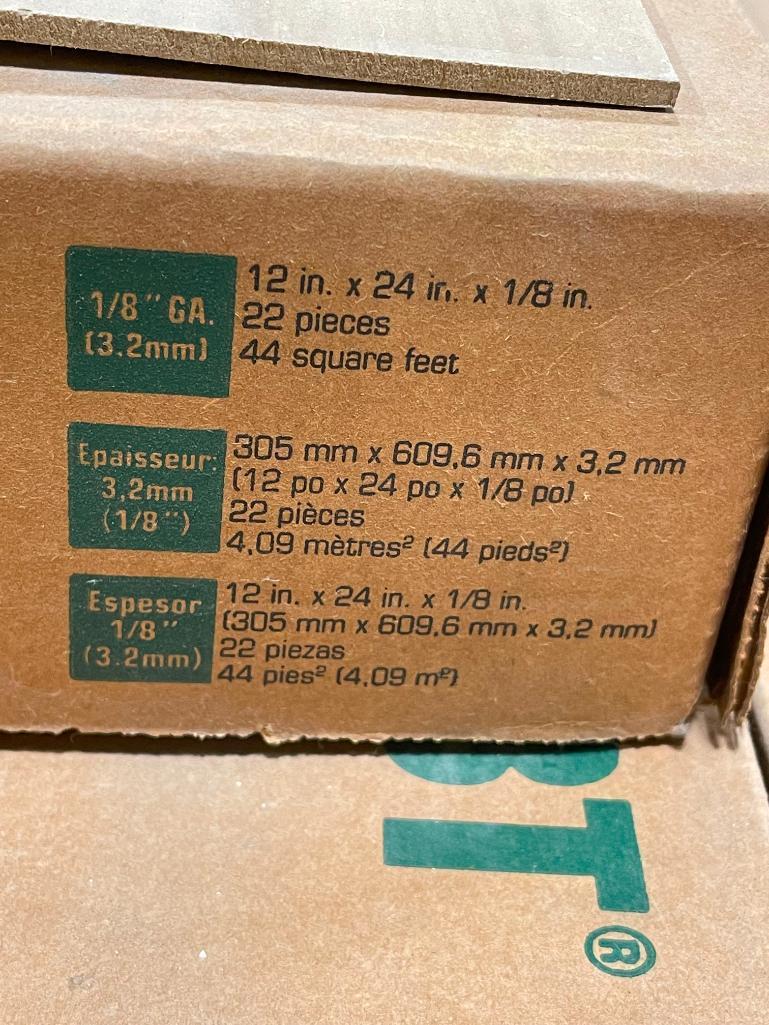 1/8" GA.
(3.2mm)
12 in. x 24 in. x 1/8 in.
22 pieces
44 square feet
Epaisseur:
3,2mm
(1/8")
305 mm x 609,6 mm x 3,2 mm
(12 po x 24 po x 1/8 po)
22 pièces
4,09 mètres² (44 pieds²)
Espesor
1/8"
(3.2mm)
12 in. x 24 in. x 1/8 in.
(305 mm x 609,6 mm x 3,2 mm)
22 piezas
44 pies² (4,09 m²)
T®